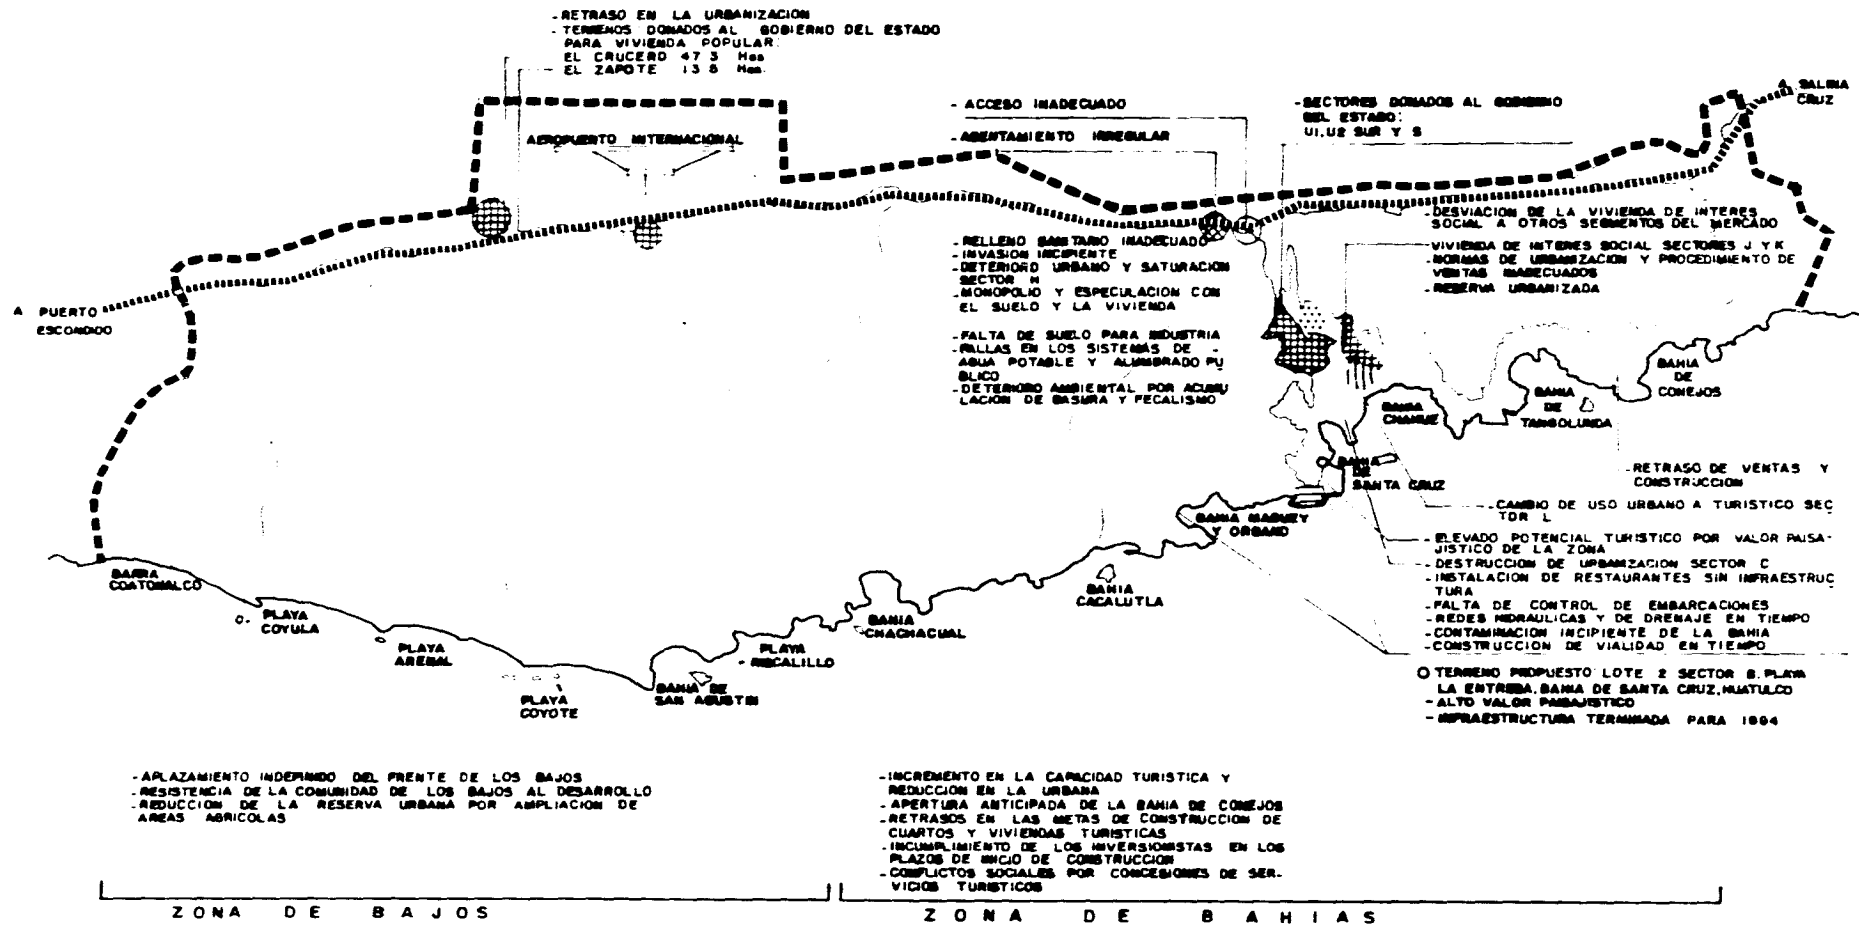 - RETRASO EN LA URBANIZACION
- TERRENOS DONADOS AL GOBIERNO DEL ESTADO
PARA VIVIENDA POPULAR:
EL CRUCERO 47.3 Has
EL ZAPOTE 13.8 Has.
AEROPUERTO INTERNACIONAL
- ACCESO INADECUADO
- ASENTAMIENTO IRREGULAR
- SECTORES DONADOS AL GOBIERNO
DEL ESTADO:
U1.U2 SUR Y S
A SALINA
CRUZ
A PUERTO
ESCONDIDO
- RELLENO SANITARIO INADECUADO
- INVASION INCIPIENTE
- DETERIORO URBANO Y SATURACION
SECTOR H
- MONOPOLIO Y ESPECULACION CON
EL SUELO Y LA VIVIENDA
- FALTA DE SUELO PARA INDUSTRIA
- FALLAS EN LOS SISTEMAS DE
AGUA POTABLE Y ALUMBRADO PU
BLICO
- DETERIORO AMBIENTAL POR ACUMU
LACION DE BASURA Y FECALISMO
- DESVIACION DE LA VIVIENDA DE INTERES
SOCIAL A OTROS SEGMENTOS DEL MERCADO
- VIVIENDA DE INTERES SOCIAL SECTORES J Y K
- NORMAS DE URBANIZACION Y PROCEDIMIENTO DE
VENTAS INADECUADOS
- RESERVA URBANIZADA
BAHIA
DE
CONEJOS
BAHIA
DE
TANGOLUNDA
BAHIA
CHAHUE
BAHIA
DE
SANTA CRUZ
BAHIA MAGUEY
Y ORGANO
BAHIA
CACALUTLA
BAHIA
CHACHACUAL
PLAYA
RISCALILLO
BAHIA DE
SAN AGUSTIN
PLAYA
COYOTE
PLAYA
ARENAL
PLAYA
COYULA
BARRA
COATONALCO
- RETRASO DE VENTAS Y
CONSTRUCCION
- CAMBIO DE USO URBANO A TURISTICO SEC
TOR L
- ELEVADO POTENCIAL TURISTICO POR VALOR PAISA-
JISTICO DE LA ZONA
- DESTRUCCION DE URBANIZACION SECTOR C
- INSTALACION DE RESTAURANTES SIN INFRAESTRUC
TURA
- FALTA DE CONTROL DE EMBARCACIONES
- REDES HIDRAULICAS Y DE DRENAJE EN TIEMPO
- CONTAMINACION INCIPIENTE DE LA BAHIA
- CONSTRUCCION DE VIALIDAD EN TIEMPO
TERRENO PROPUESTO: LOTE 2 SECTOR B. PLAYA
LA ENTREGA, BAHIA DE SANTA CRUZ, HUATULCO
- ALTO VALOR PAISAJISTICO
- INFRAESTRUCTURA TERMINADA PARA 1994
- APLAZAMIENTO INDEFINIDO DEL FRENTE DE LOS BAJOS
- RESISTENCIA DE LA COMUNIDAD DE LOS BAJOS AL DESARROLLO
- REDUCCION DE LA RESERVA URBANA POR AMPLIACION DE
AREAS AGRICOLAS
- INCREMENTO EN LA CAPACIDAD TURISTICA Y
REDUCCION EN LA URBANA
- APERTURA ANTICIPADA DE LA BAHIA DE CONEJOS
- RETRASOS EN LAS METAS DE CONSTRUCCION DE
CUARTOS Y VIVIENDAS TURISTICAS
- INCUMPLIMIENTO DE LOS INVERSIONISTAS EN LOS
PLAZOS DE INICIO DE CONSTRUCCION
- CONFLICTOS SOCIALES POR CONCESIONES DE SER-
VICIOS TURISTICOS
ZONA DE BAJOS
ZONA DE BAHIAS